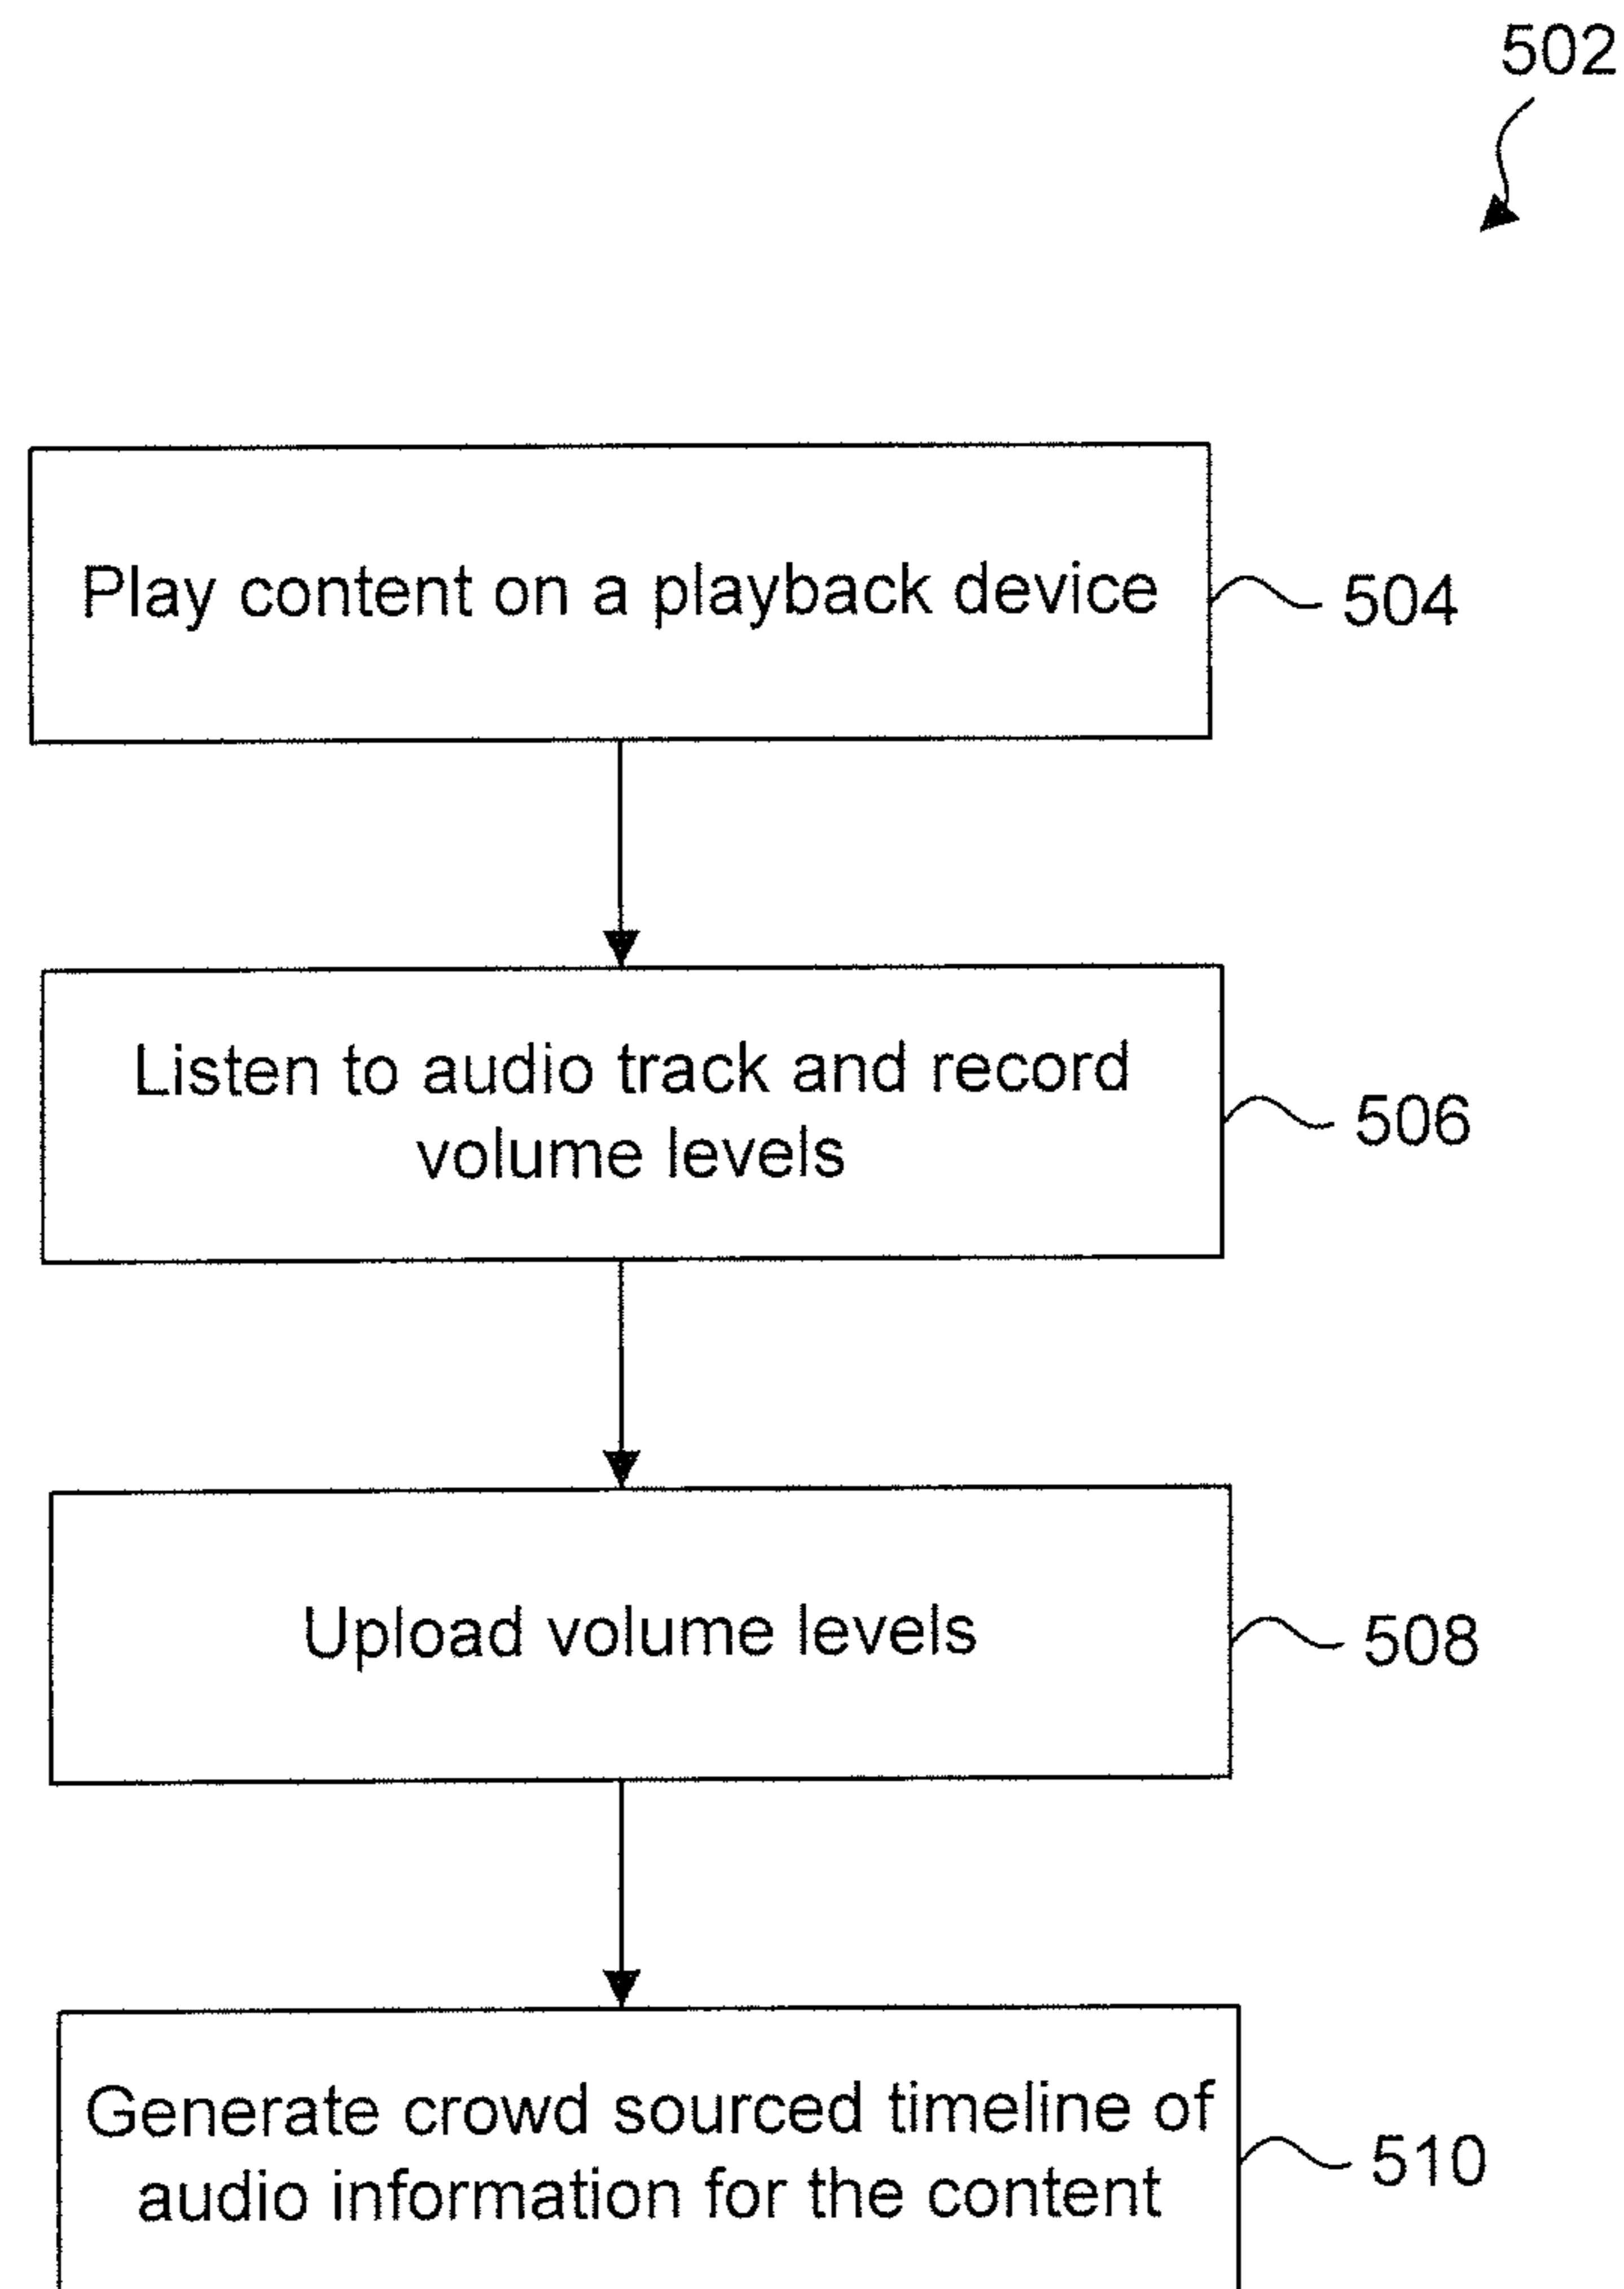 502
Play content on a playback device
504
Listen to audio track and record
volume levels
506
Upload volume levels
508
Generate crowd sourced timeline of
audio information for the content
510